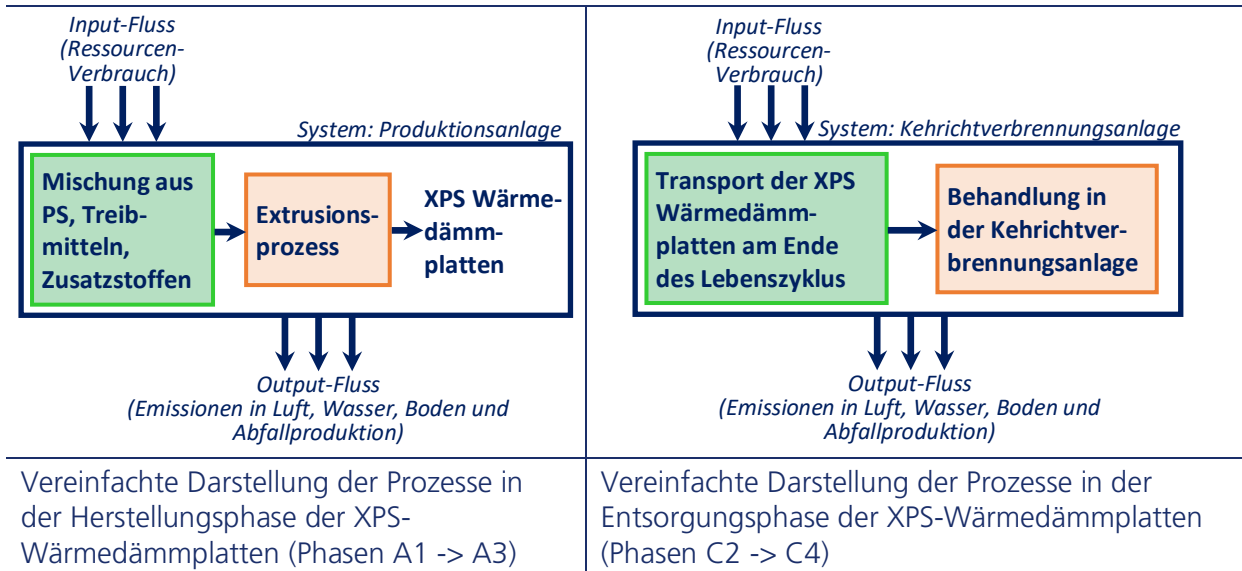 Input-Fluss
(Ressourcen-
Verbrauch)
System: Produktionsanlage
Mischung aus
PS, Treib-
mitteln,
Zusatzstoffen
Extrusions-
prozess
XPS Wärme-
dämm-
platten
Output-Fluss
(Emissionen in Luft, Wasser, Boden und
Abfallproduktion)
Vereinfachte Darstellung der Prozesse in
der Herstellungsphase der XPS-
Wärmedämmplatten (Phasen A1 -> A3)
Input-Fluss
(Ressourcen-
Verbrauch)
System: Kehrichtverbrennungsanlage
Transport der XPS
Wärmedämm-
platten am Ende
des Lebenszyklus
Behandlung in
der Kehrichtver-
brennungsanlage
Output-Fluss
(Emissionen in Luft, Wasser, Boden und
Abfallproduktion)
Vereinfachte Darstellung der Prozesse in der
Entsorgungsphase der XPS-Wärmedämmplatten
(Phasen C2 -> C4)